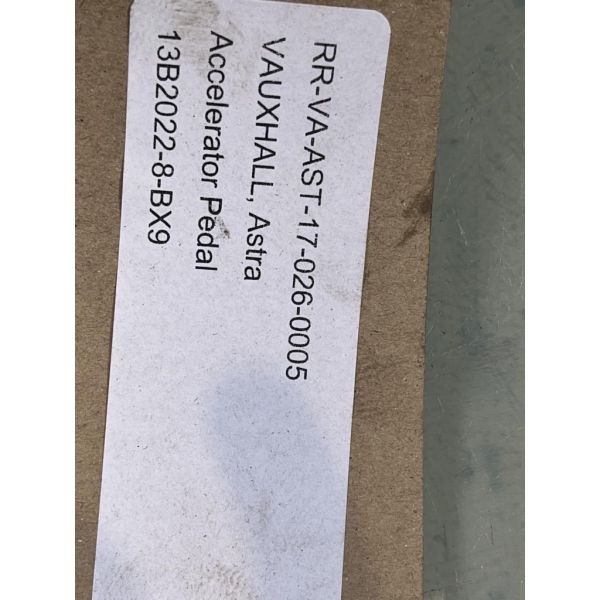 RR-VA-AST-17-026-0005
VAUXHALL, Astra
Accelerator Pedal
13B2022-8-BX9